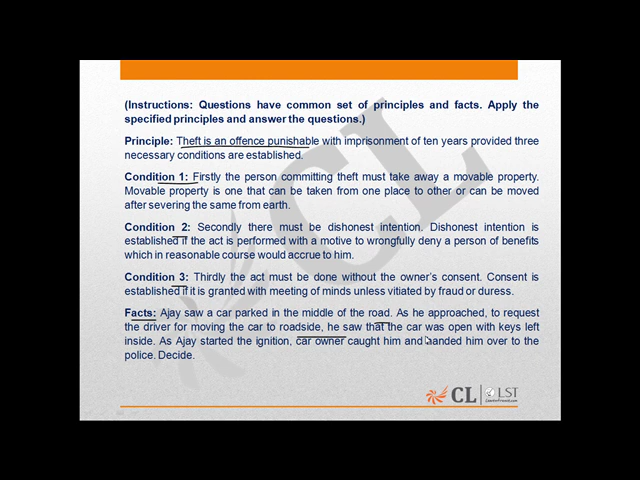 (Instructions: Questions have common set of principles and facts. Apply the
specified principles and answer the questions.)
Principle: Theft is an offence punishable with imprisonment of ten years provided three
necessary conditions are established.
Condition 1: Firstly the person committing theft must take away a movable property.
Movable property is one that can be taken from one place to other or can be moved
after severing the same from earth.
Condition 2: Secondly there must be dishonest intention. Dishonest intention is
established if the act is performed with a motive to wrongfully deny a person of benefits
which in reasonable course would accrue to him.
Condition 3: Thirdly the act must be done without the owner's consent. Consent is
established if it is granted with meeting of minds unless vitiated by fraud or duress.
Facts: Ajay saw a car parked in the middle of the road. As he approached, to request
the driver for moving the car to roadside, he saw that the car was open with keys left
inside. As Ajay started the ignition, car owner caught him and handed him over to the
police. Decide.
CL
CL
LST